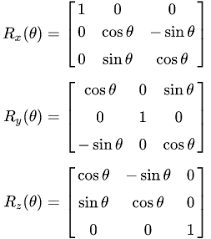 R_x(θ) = [ 1 0 0
0 cos θ − sin θ
0 sin θ cos θ ]
R_y(θ) = [ cos θ 0 sin θ
0 1 0
− sin θ 0 cos θ ]
R_z(θ) = [ cos θ − sin θ 0
sin θ cos θ 0
0 0 1 ]